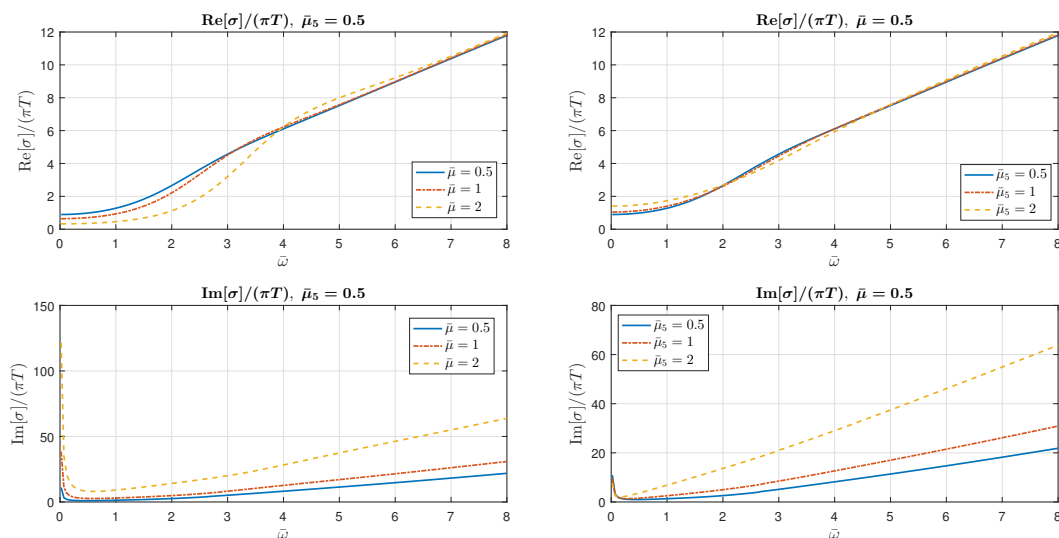 Re[σ]/(πT), μ̄₅ = 0.5
Re[σ]/(πT)
12
10
8
6
4
2
0
μ̄ = 0.5
μ̄ = 1
μ̄ = 2
0 1 2 3 4 5 6 7 8
ω̄
Re[σ]/(πT), μ̄ = 0.5
Re[σ]/(πT)
12
10
8
6
4
2
0
μ̄₅ = 0.5
μ̄₅ = 1
μ̄₅ = 2
0 1 2 3 4 5 6 7 8
ω̄
Im[σ]/(πT), μ̄₅ = 0.5
Im[σ]/(πT)
150
100
50
0
μ̄ = 0.5
μ̄ = 1
μ̄ = 2
0 1 2 3 4 5 6 7 8
ω̄
Im[σ]/(πT), μ̄ = 0.5
Im[σ]/(πT)
80
60
40
20
0
μ̄₅ = 0.5
μ̄₅ = 1
μ̄₅ = 2
0 1 2 3 4 5 6 7 8
ω̄